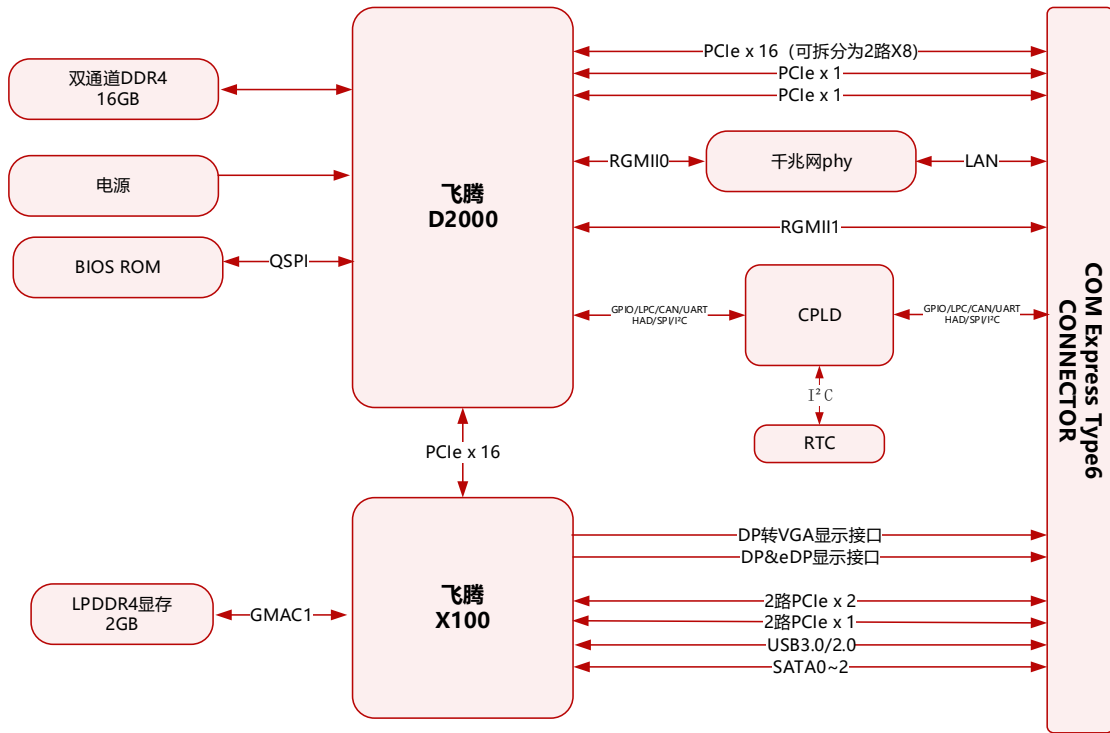 双通道DDR4
16GB
电源
BIOS ROM
QSPI
飞腾
D2000
PCIe x 16（可拆分为2路X8）
PCIe x 1
PCIe x 1
RGMII0
千兆网phy
LAN
RGMII1
GPIO/LPC/CAN/UART
HAD/SPI/I²C
CPLD
GPIO/LPC/CAN/UART
HAD/SPI/I²C
I²C
RTC
PCIe x 16
飞腾
X100
LPDDR4显存
2GB
GMAC1
DP转VGA显示接口
DP&eDP显示接口
2路PCIe x 2
2路PCIe x 1
USB3.0/2.0
SATA0~2
COM Express Type6
CONNECTOR